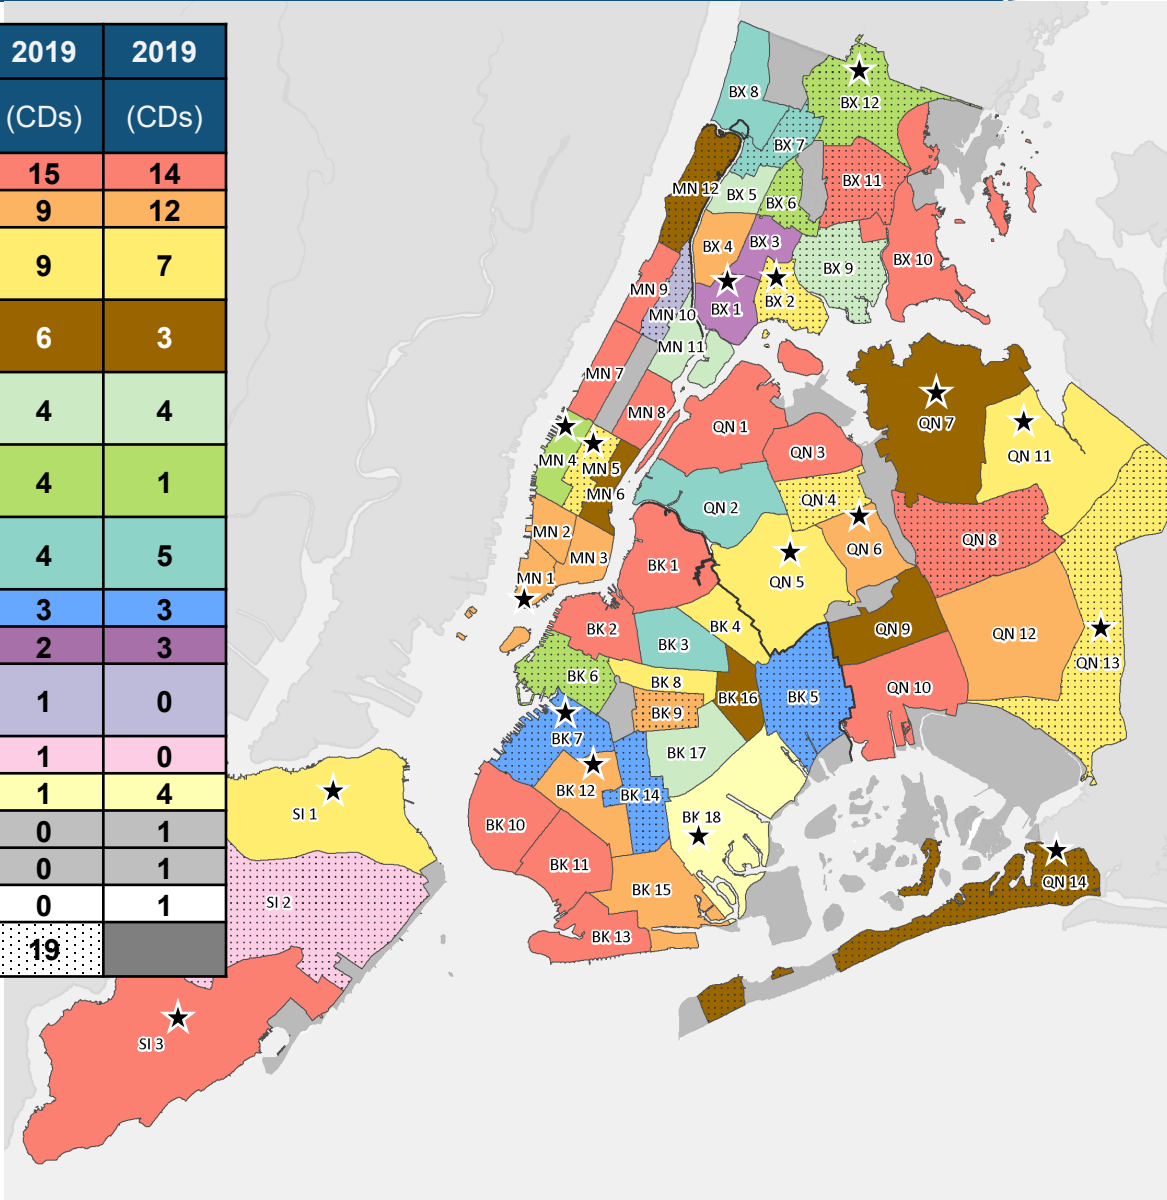 2019 2019
(CDs) (CDs)
15 14
9 12
9 7
6 3
4 4
4 1
4 5
3 3
2 3
1 0
1 0
1 4
0 1
0 1
0 1
19
BX 8
BX 12
BX 7
BX 11
MN 12
BX 5
BX 6
BX 4
BX 3
BX 9
BX 10
MN 9
BX 2
BX 1
MN 10
MN 11
MN 7
MN 8
QN 1
QN 7
QN 3
QN 11
MN 4
MN 5
MN 6
QN 4
QN 2
MN 2
QN 6
QN 8
MN 3
BK 1
MN 1
QN 5
BK 2
BK 4
QN 9
QN 12
BK 3
QN 13
BK 6
BK 8
QN 10
BK 16
BK 5
BK 9
BK 7
BK 17
BK 12
BK 14
SI 1
BK 18
BK 10
BK 11
QN 14
BK 15
SI 2
BK 13
SI 3